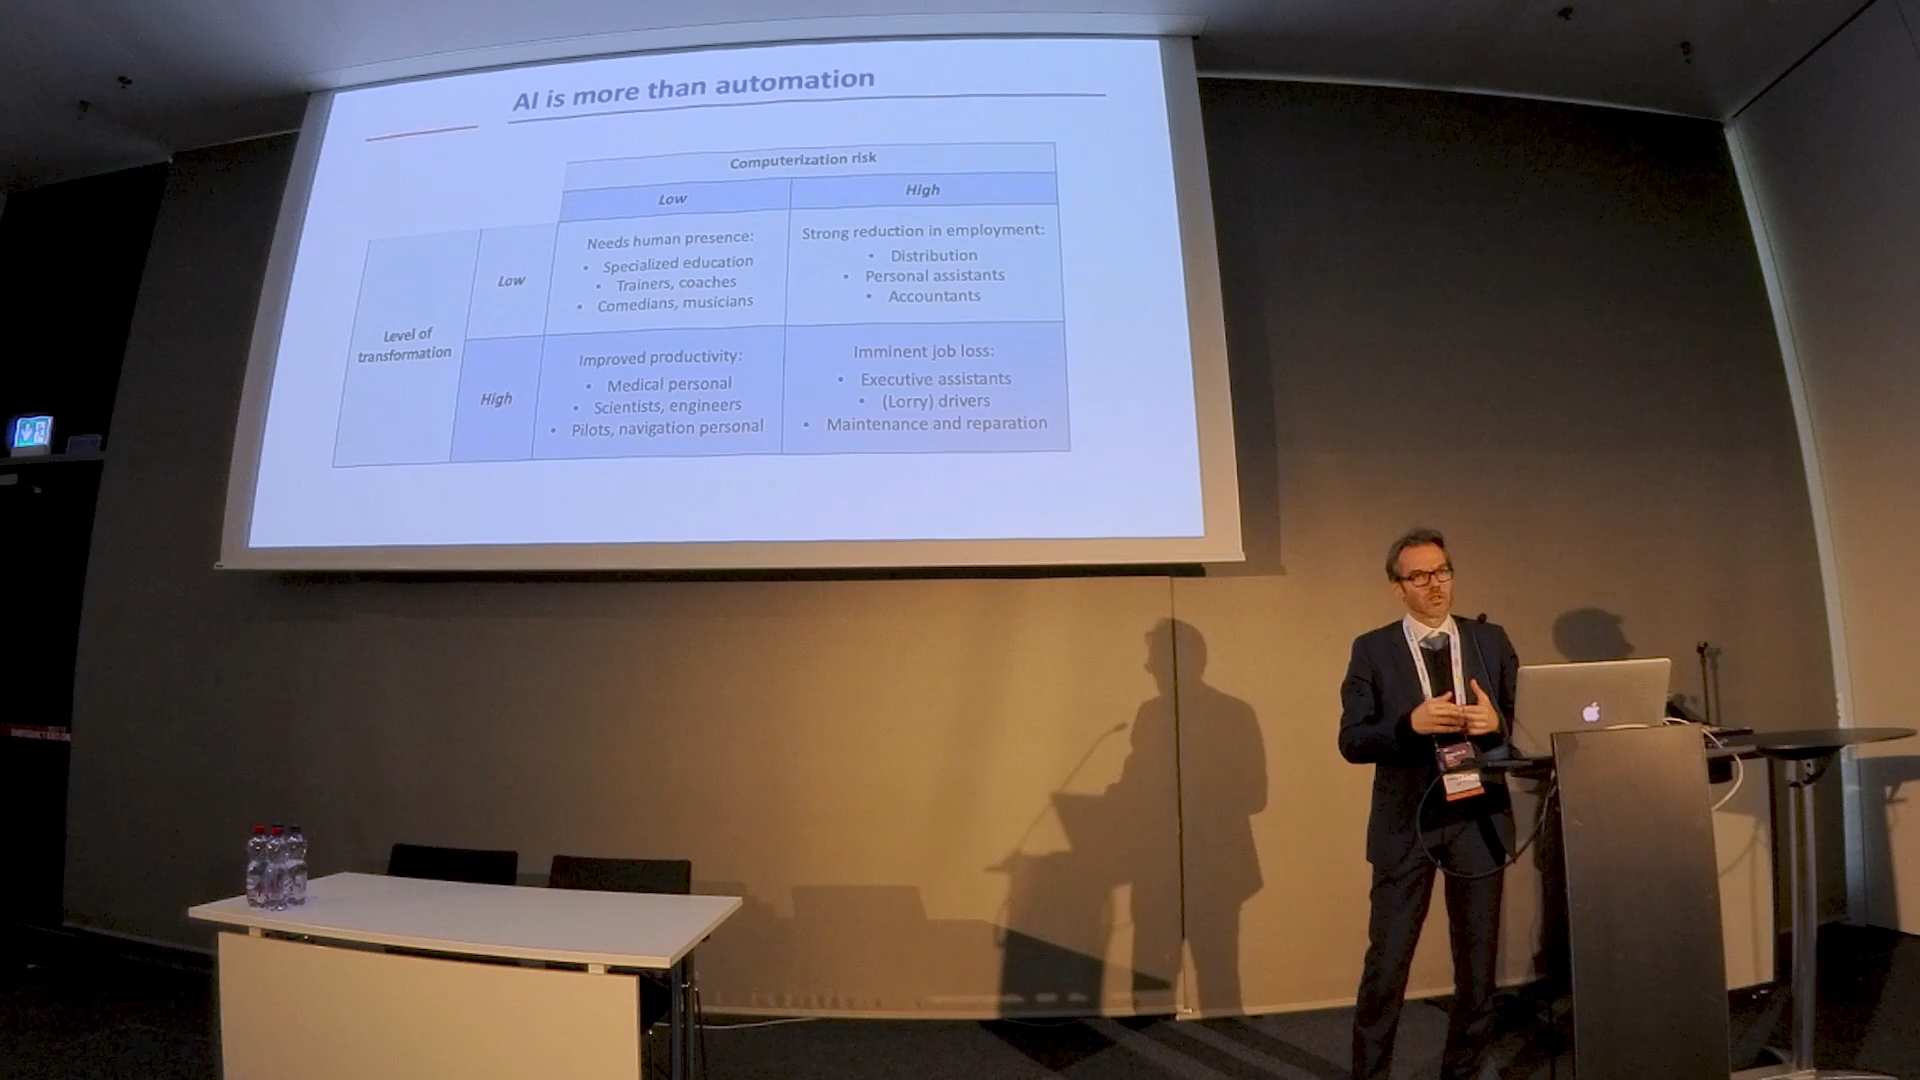 AI is more than automation
Computerization risk
Low
High
Level of
transformation
Low
Needs human presence:
• Specialized education
• Trainers, coaches
• Comedians, musicians
Strong reduction in employment:
• Distribution
• Personal assistants
• Accountants
High
Improved productivity:
• Medical personal
• Scientists, engineers
• Pilots, navigation personal
Imminent job loss:
• Executive assistants
• (Lorry) drivers
• Maintenance and reparation